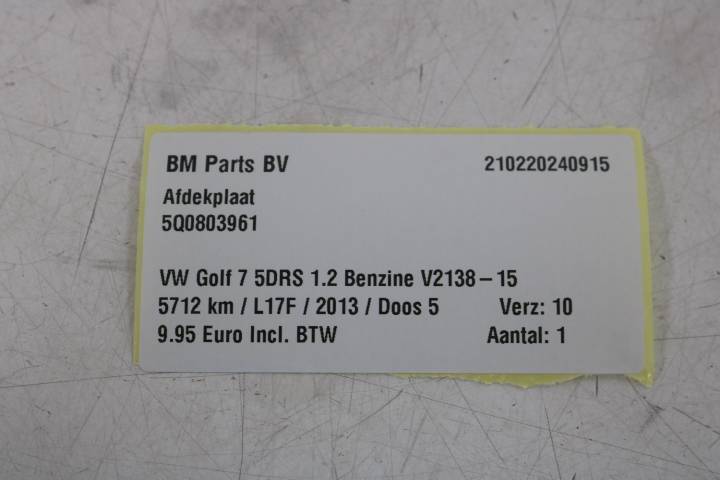 BM Parts BV 210220240915
Afdekplaat
5Q0803961
VW Golf 7 5DRS 1.2 Benzine V2138 – 15
5712 km / L17F / 2013 / Doos 5 Verz: 10
9.95 Euro Incl. BTW Aantal: 1